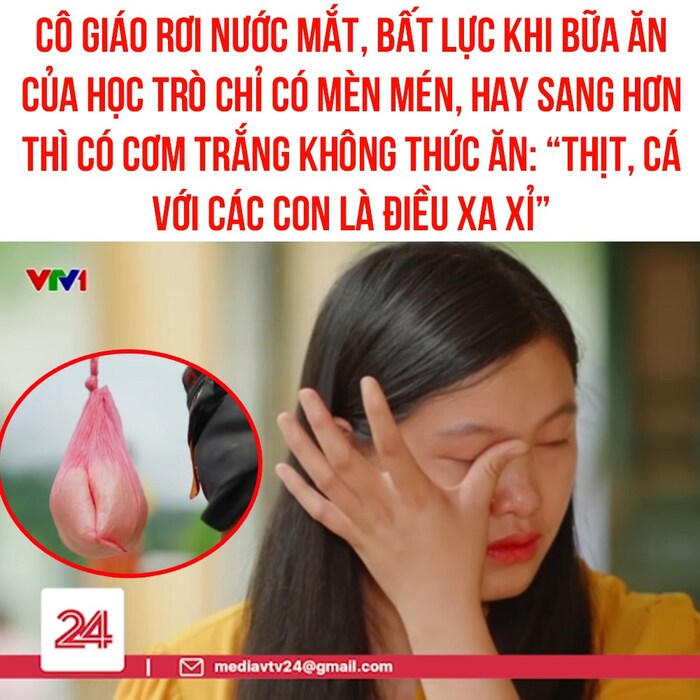 CÔ GIÁO RƠI NƯỚC MẮT, BẤT LỰC KHI BỮA ĂN
CỦA HỌC TRÒ CHỈ CÓ MÈN MÉN, HAY SANG HƠN
THÌ CÓ CƠM TRẮNG KHÔNG THỨC ĂN: “THỊT, CÁ
VỚI CÁC CON LÀ ĐIỀU XA XỈ”
VTV1
24
mediavtv24@gmail.com